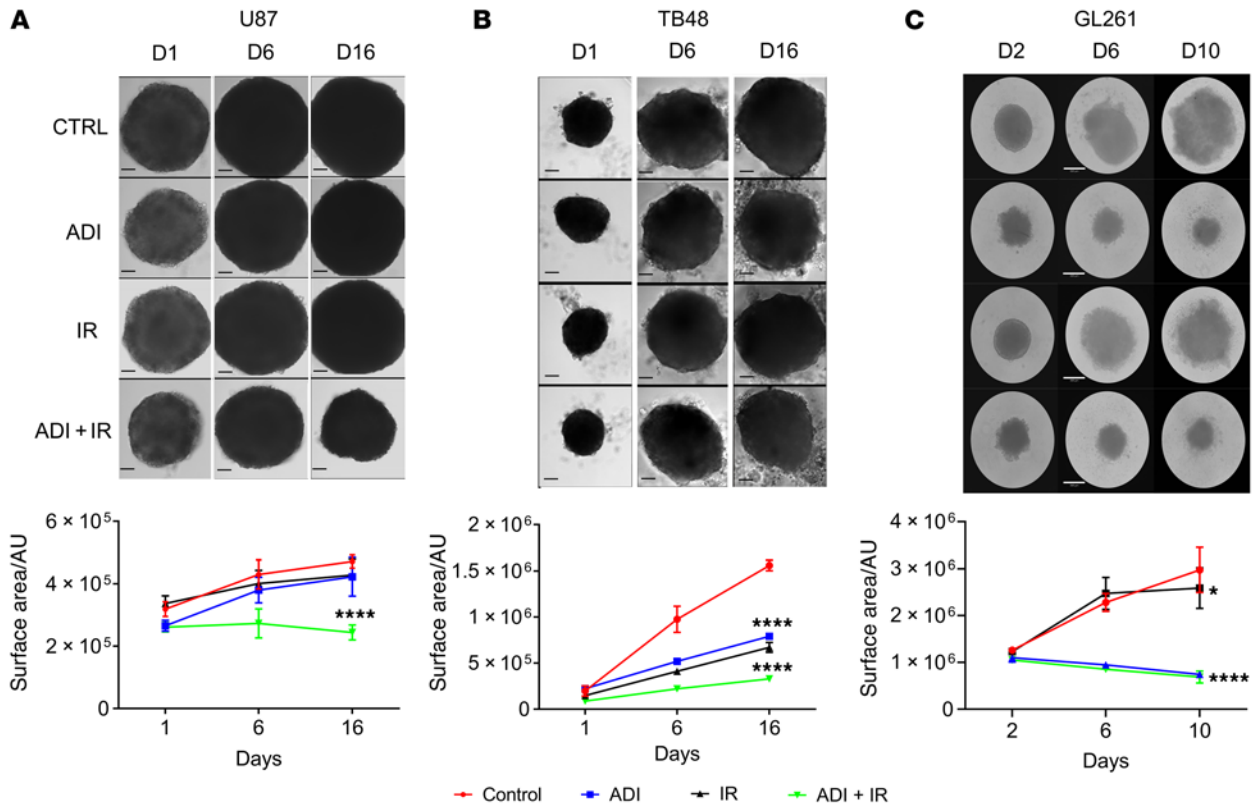 A U87
D1 D6 D16
CTRL
ADI
IR
ADI + IR
6 × 10⁵
4 × 10⁵
2 × 10⁵
0
Surface area/AU
****
1 6 16
Days
B TB48
D1 D6 D16
2 × 10⁶
1.5 × 10⁶
1 × 10⁶
5 × 10⁵
0
Surface area/AU
****
****
1 6 16
Days
C GL261
D2 D6 D10
4 × 10⁶
3 × 10⁶
2 × 10⁶
1 × 10⁶
0
Surface area/AU
*
****
2 6 10
Days
Control ADI IR ADI + IR